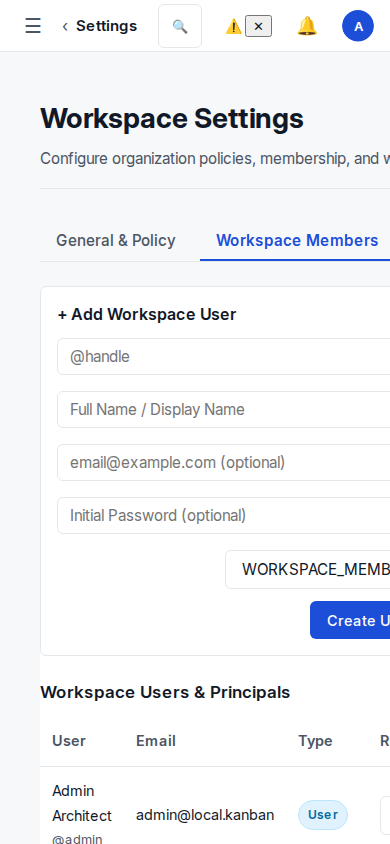 ☰ ‹ Settings 🔍 ⚠️ ✕ 🔔 A
Workspace Settings
Configure organization policies, membership, and w
General & Policy Workspace Members
+ Add Workspace User
@handle
Full Name / Display Name
email@example.com (optional)
Initial Password (optional)
WORKSPACE_MEMB
Create U
Workspace Users & Principals
User Email Type R
Admin
Architect admin@local.kanban User
@admin